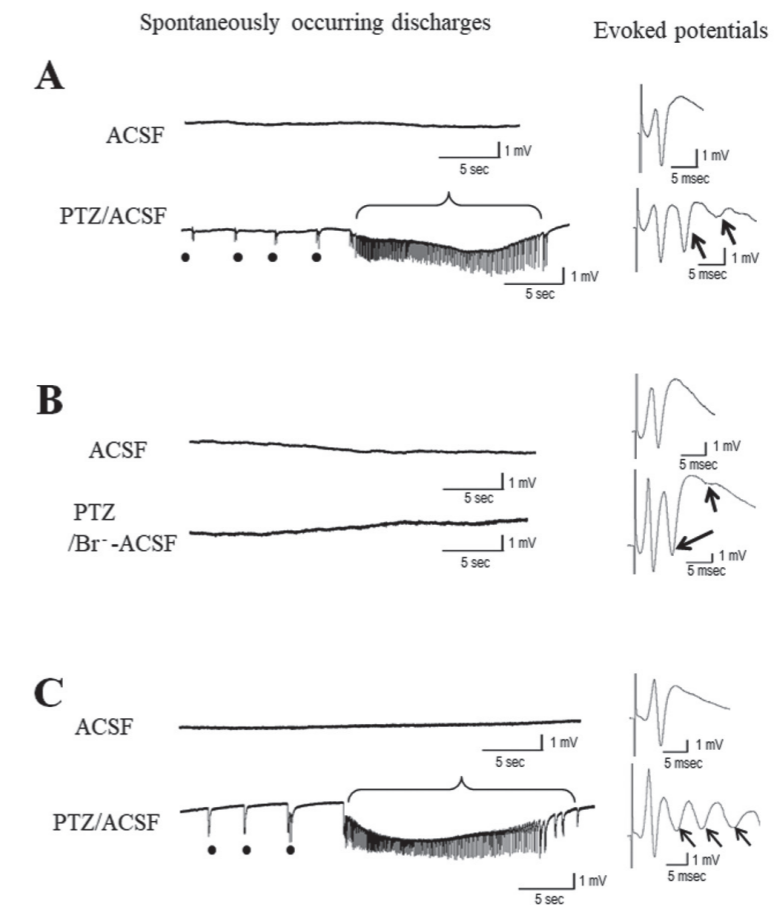 Spontaneously occurring discharges
Evoked potentials
A
ACSF
1 mV
5 sec
1 mV
5 msec
PTZ/ACSF
1 mV
5 sec
1 mV
5 msec
B
ACSF
1 mV
5 sec
1 mV
5 msec
PTZ
/Br⁻-ACSF
1 mV
5 sec
1 mV
5 msec
C
ACSF
1 mV
5 sec
1 mV
5 msec
PTZ/ACSF
1 mV
5 sec
1 mV
5 msec